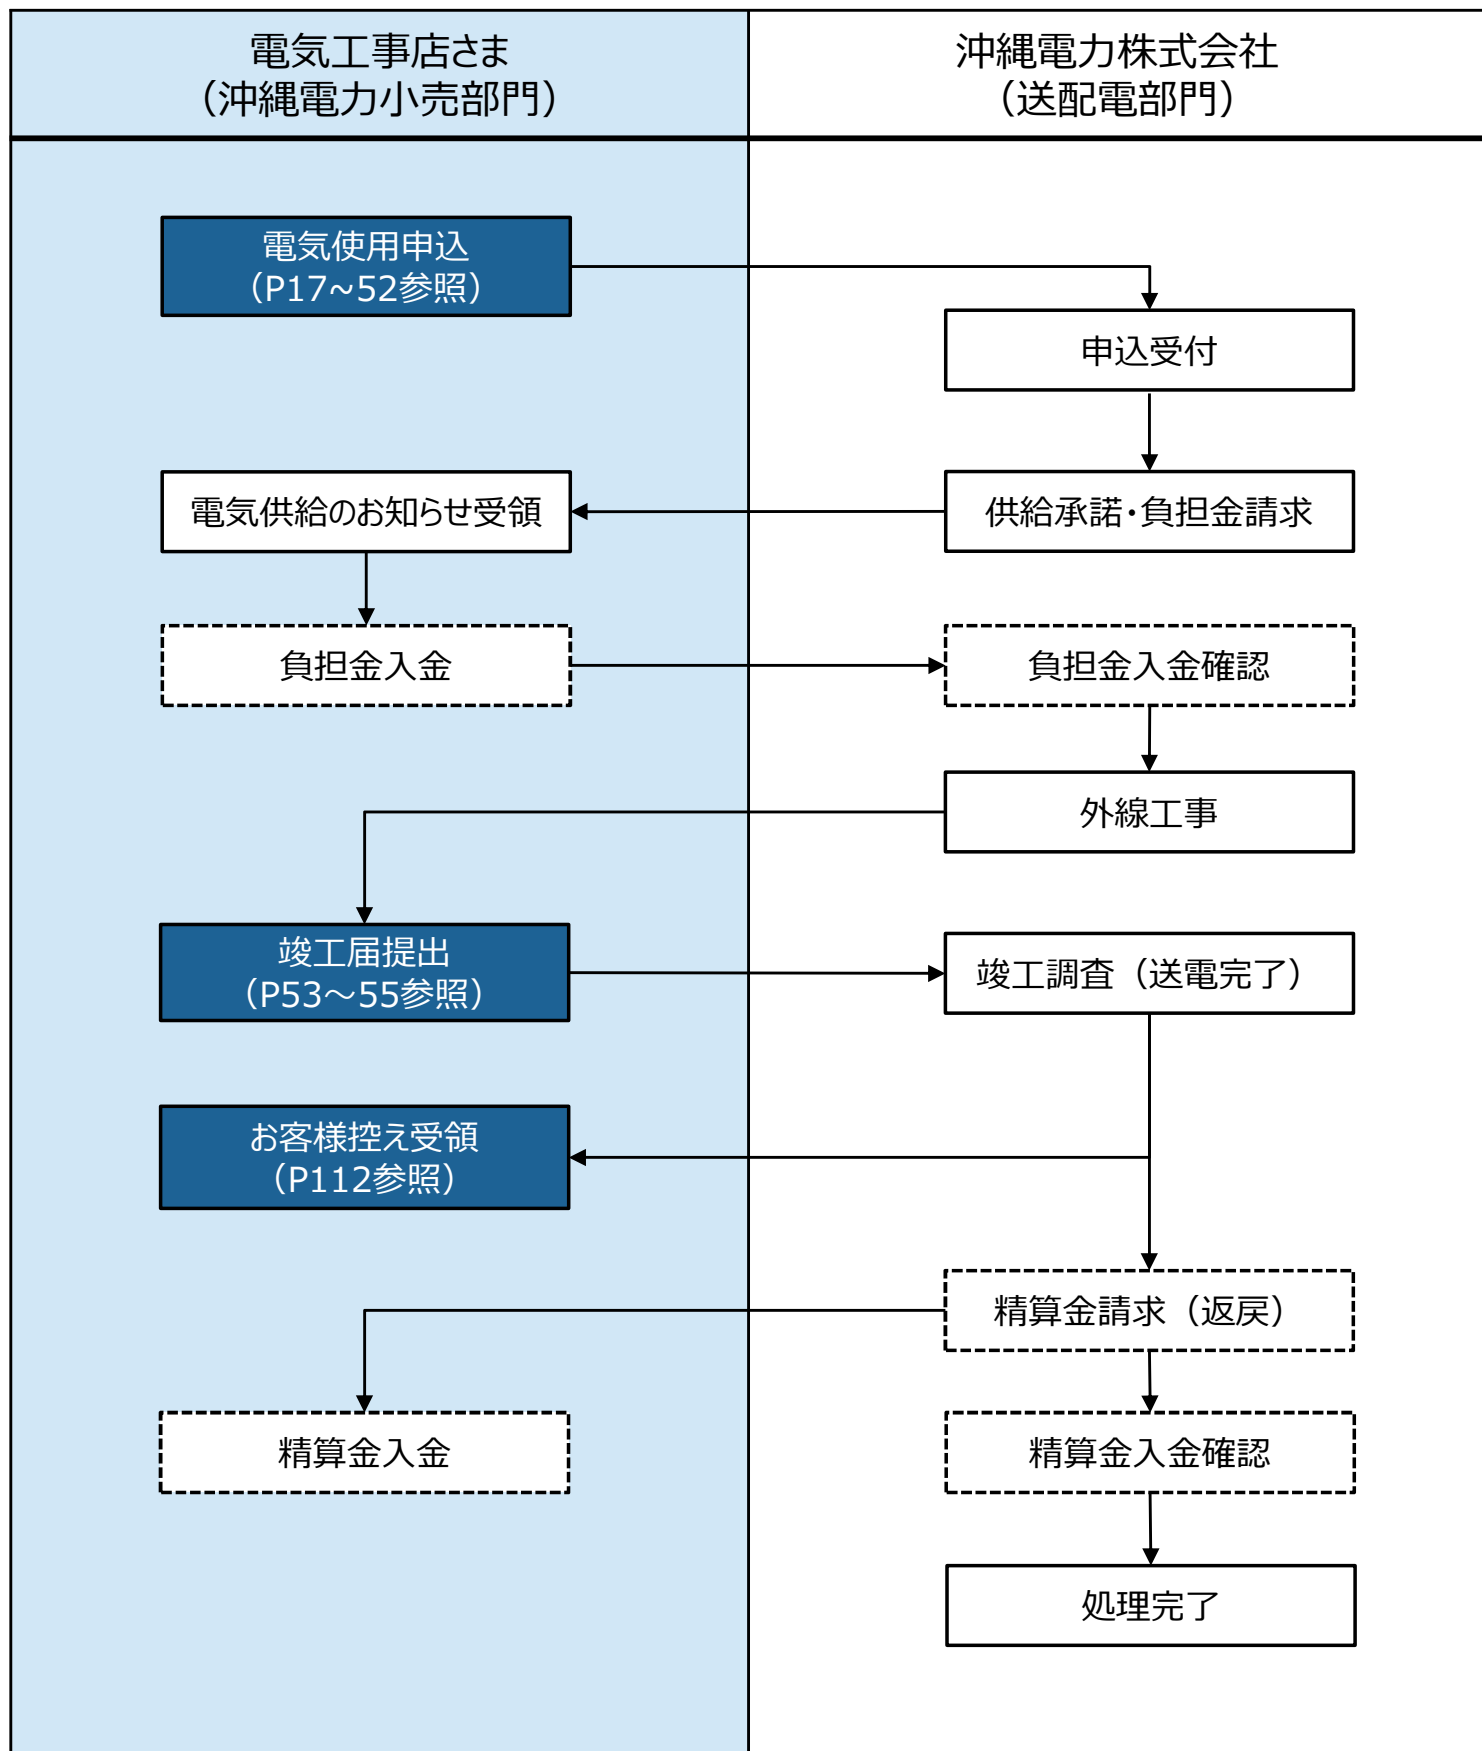 電気工事店さま
（沖縄電力小売部門）
沖縄電力株式会社
（送配電部門）
電気使用申込
（P17~52参照）
申込受付
電気供給のお知らせ受領
供給承諾・負担金請求
負担金入金
負担金入金確認
外線工事
竣工届提出
（P53～55参照）
竣工調査（送電完了）
お客様控え受領
（P112参照）
精算金請求（返戻）
精算金入金
精算金入金確認
処理完了